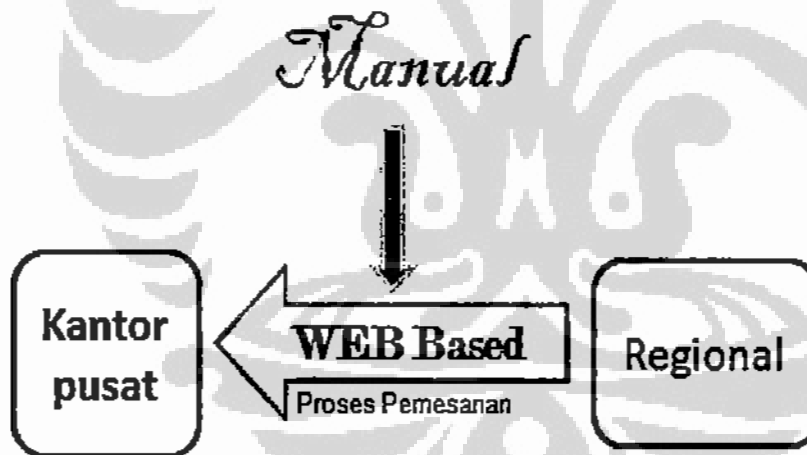 Manual
Kantor
pusat
WEB Based
Proses Pemesanan
Regional